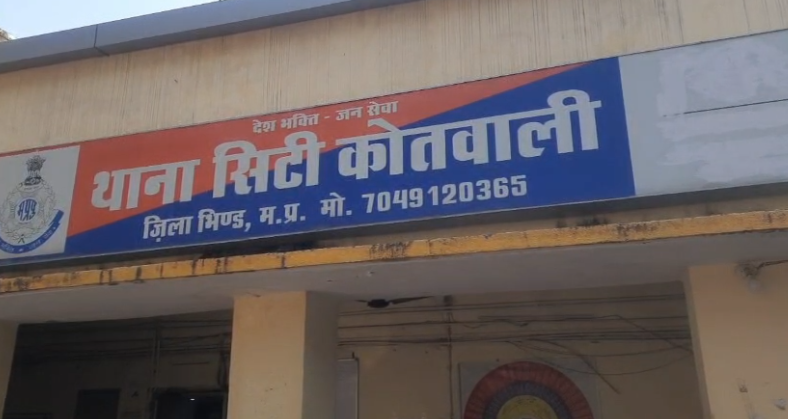 देश भक्ति - जन सेवा
थाना सिटी कोतवाली
ज़िला भिण्ड, म.प्र. मो. 7049120365